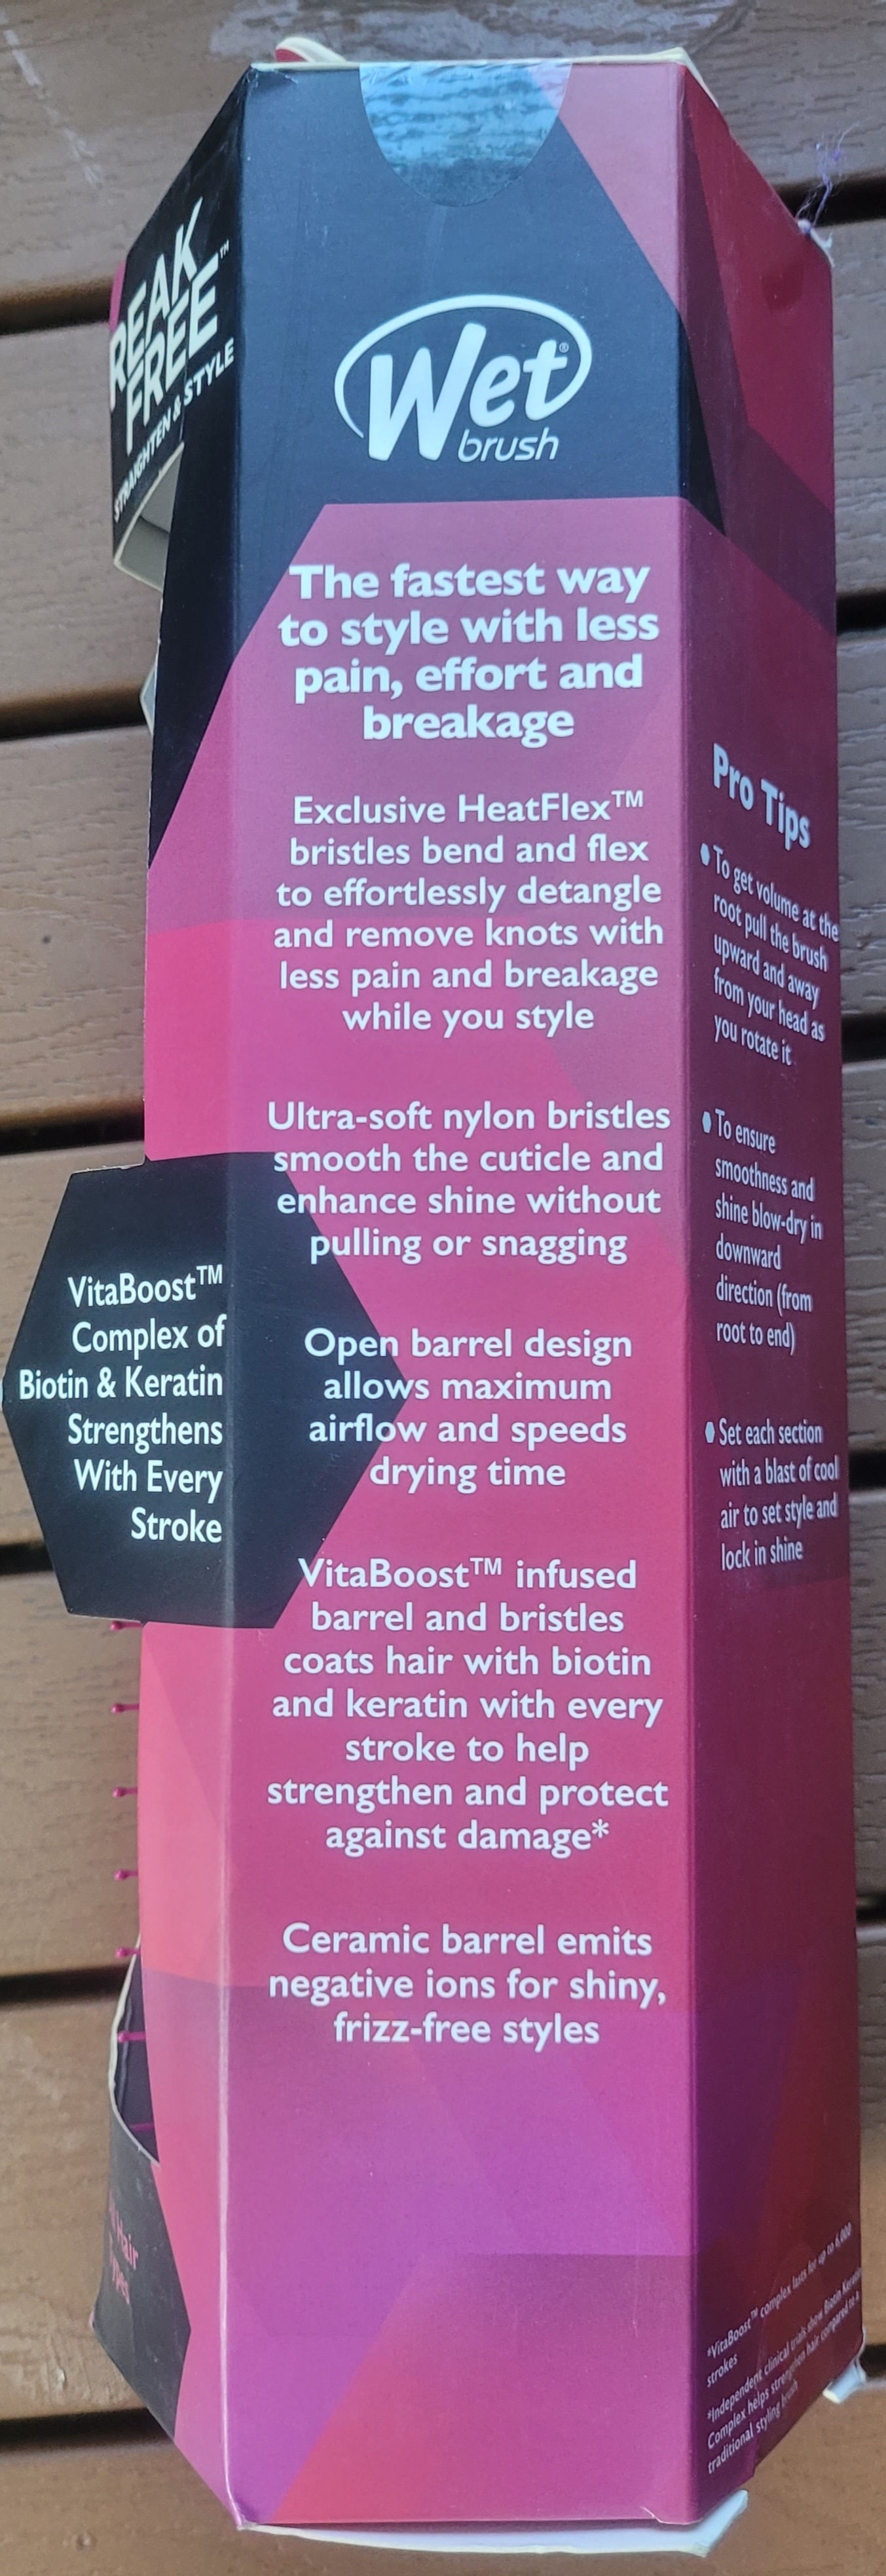 REAK
FREE™
STRAIGHTEN & STYLE
Wet®
brush
The fastest way
to style with less
pain, effort and
breakage
Exclusive HeatFlex™
bristles bend and flex
to effortlessly detangle
and remove knots with
less pain and breakage
while you style
Ultra-soft nylon bristles
smooth the cuticle and
enhance shine without
pulling or snagging
Open barrel design
allows maximum
airflow and speeds
drying time
VitaBoost™ infused
barrel and bristles
coats hair with biotin
and keratin with every
stroke to help
strengthen and protect
against damage*
Ceramic barrel emits
negative ions for shiny,
frizz-free styles
VitaBoost™
Complex of
Biotin & Keratin
Strengthens
With Every
Stroke
Hair
Types
Pro Tips
• To get volume at the
root pull the brush
upward and away
from your head as
you rotate it
• To ensure
smoothness and
shine blow-dry in
downward
direction (from
root to end)
• Set each section
with a blast of cool
air to set style and
lock in shine
*VitaBoost™ complex lasts for up to 6,000
strokes
*Independent clinical trials show Biotin Keratin
Complex helps strengthen hair compared to a
traditional styling brush